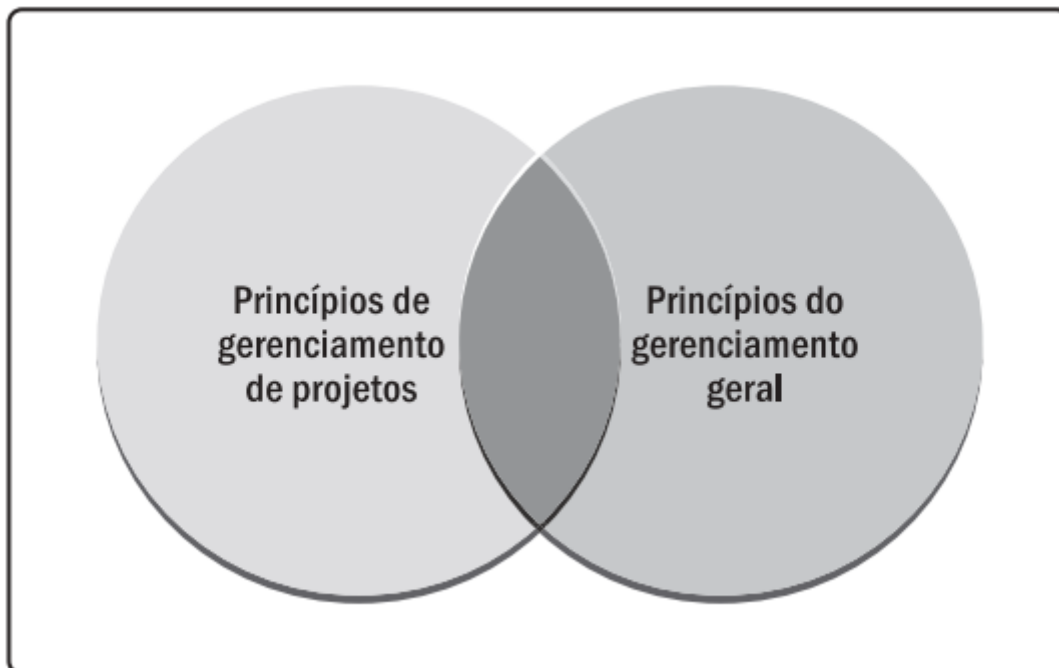 Princípios de
gerenciamento
de projetos
Princípios do
gerenciamento
geral